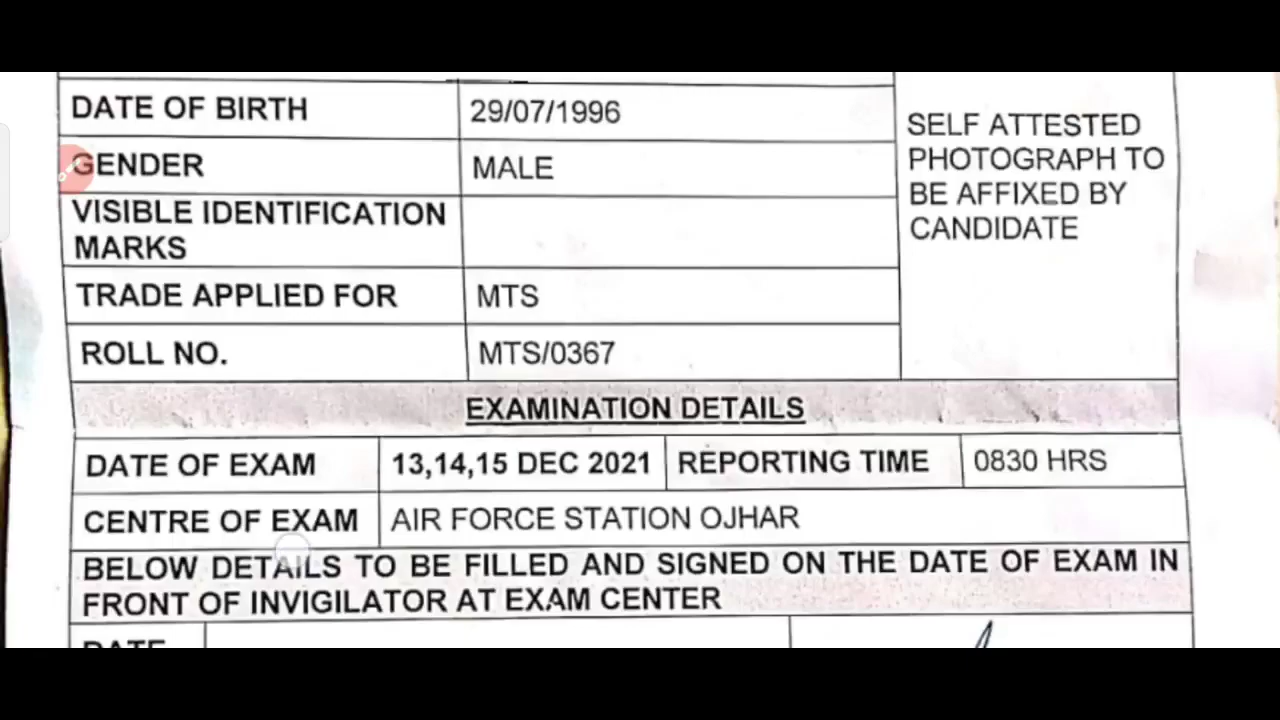 DATE OF BIRTH 29/07/1996
GENDER MALE
VISIBLE IDENTIFICATION
MARKS
TRADE APPLIED FOR MTS
ROLL NO. MTS/0367
SELF ATTESTED
PHOTOGRAPH TO
BE AFFIXED BY
CANDIDATE
EXAMINATION DETAILS
DATE OF EXAM 13,14,15 DEC 2021 REPORTING TIME 0830 HRS
CENTRE OF EXAM AIR FORCE STATION OJHAR
BELOW DETAILS TO BE FILLED AND SIGNED ON THE DATE OF EXAM IN
FRONT OF INVIGILATOR AT EXAM CENTER
DATE